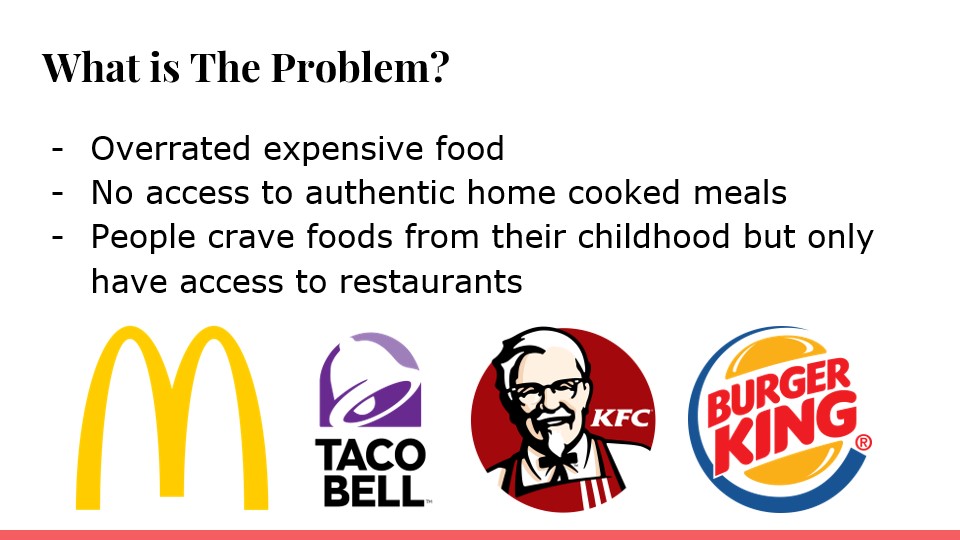 What is The Problem?
- Overrated expensive food
- No access to authentic home cooked meals
- People crave foods from their childhood but only
have access to restaurants
TACO
BELL™
KFC
BURGER
KING®